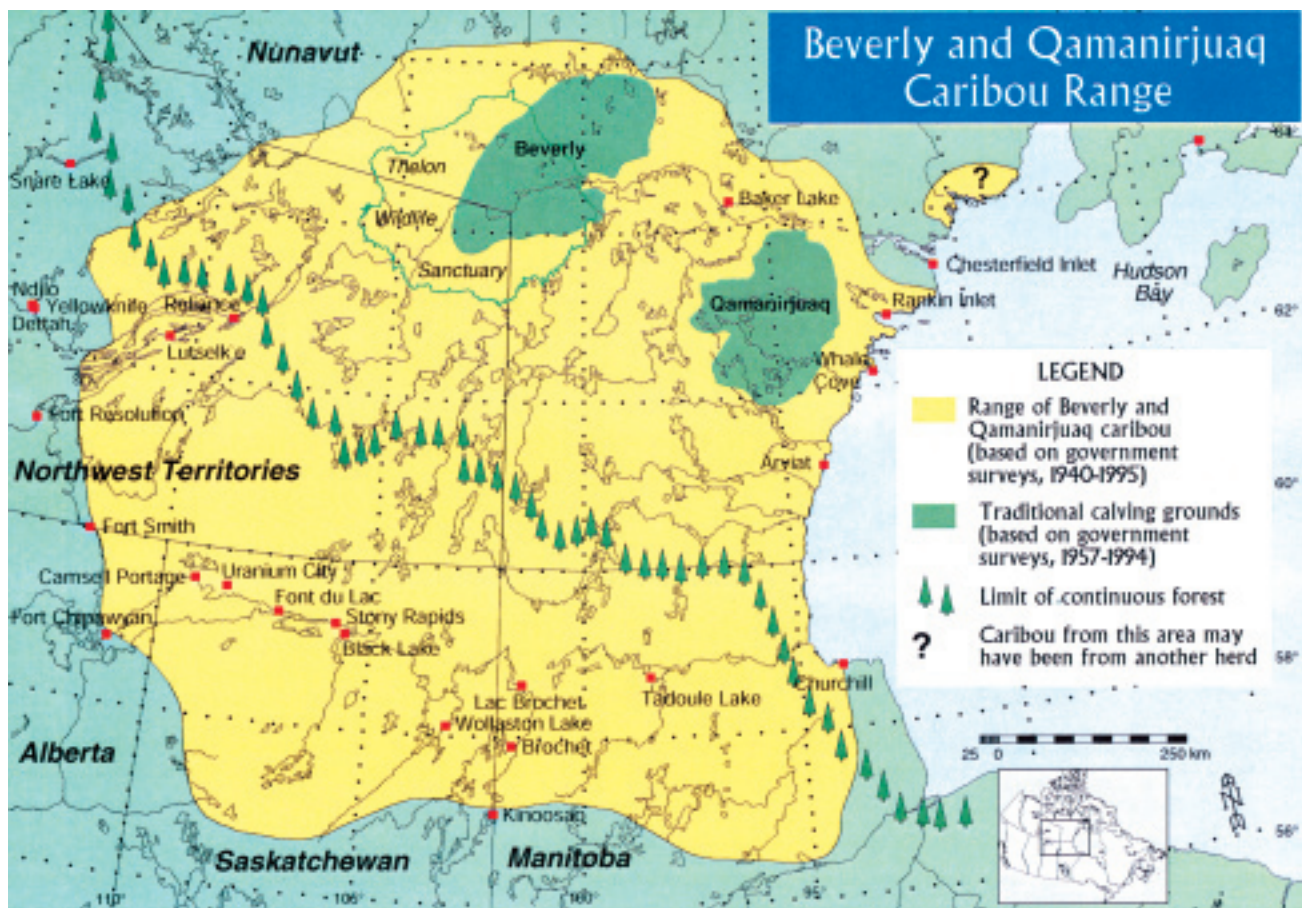 Beverly and Qamanirjuaq
Caribou Range
Nunavut
64
Snare Lake
Thelon
Beverly
?
Wildlife
Baker Lake
Sanctuary
Chesterfield Inlet
Hudson
Bay
Ndilo
Yellowknife
Reliance
Dettah
Qamanirjuaq
Rankin Inlet
62°
Lutselk'e
Whale
Cove
Fort Resolution
LEGEND
Range of Beverly and
Qamanirjuaq caribou
(based on government
surveys, 1940-1995)
Traditional calving grounds
(based on government
surveys, 1957-1994)
Limit of continuous forest
?
Caribou from this area may
have been from another herd
Northwest Territories
Arviat
60°
Fort Smith
Camsell Portage
Uranium City
Font du Lac
Fort Chipawyan
Stony Rapids
Black Lake
58°
Churchill
Lac Brochet
Tadoule Lake
Wollaston Lake
Alberta
Brochet
25
0
250 km
Kinoosao
Saskatchewan
Manitoba
56°
110°
105°
100°
95°